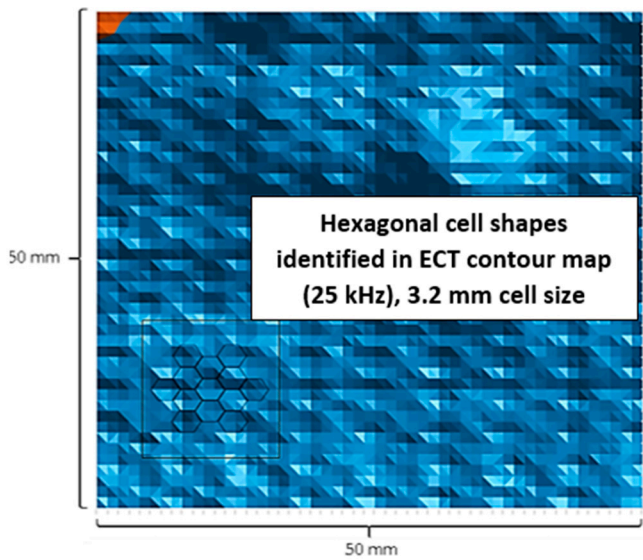 50 mm
Hexagonal cell shapes
identified in ECT contour map
(25 kHz), 3.2 mm cell size
50 mm